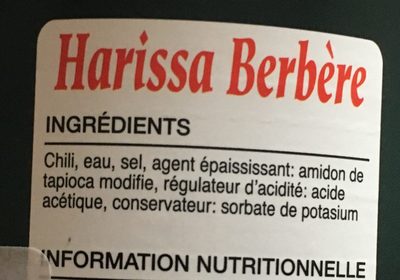 Harissa Berbère
INGRÉDIENTS
Chili, eau, sel, agent épaississant: amidon de
tapioca modifie, régulateur d'acidité: acide
acétique, conservateur: sorbate de potasium
INFORMATION NUTRITIONNELLE